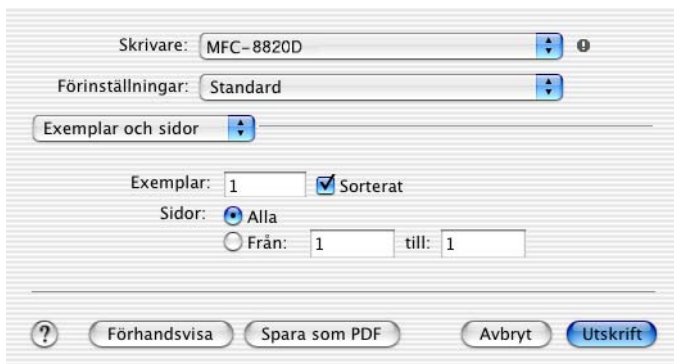 Skrivare: MFC-8820D
Förinställningar: Standard
Exemplar och sidor
Exemplar: 1 Sorterat
Sidor: Alla
Från: 1 till: 1
? Förhandsvisa Spara som PDF Avbryt Utskrift